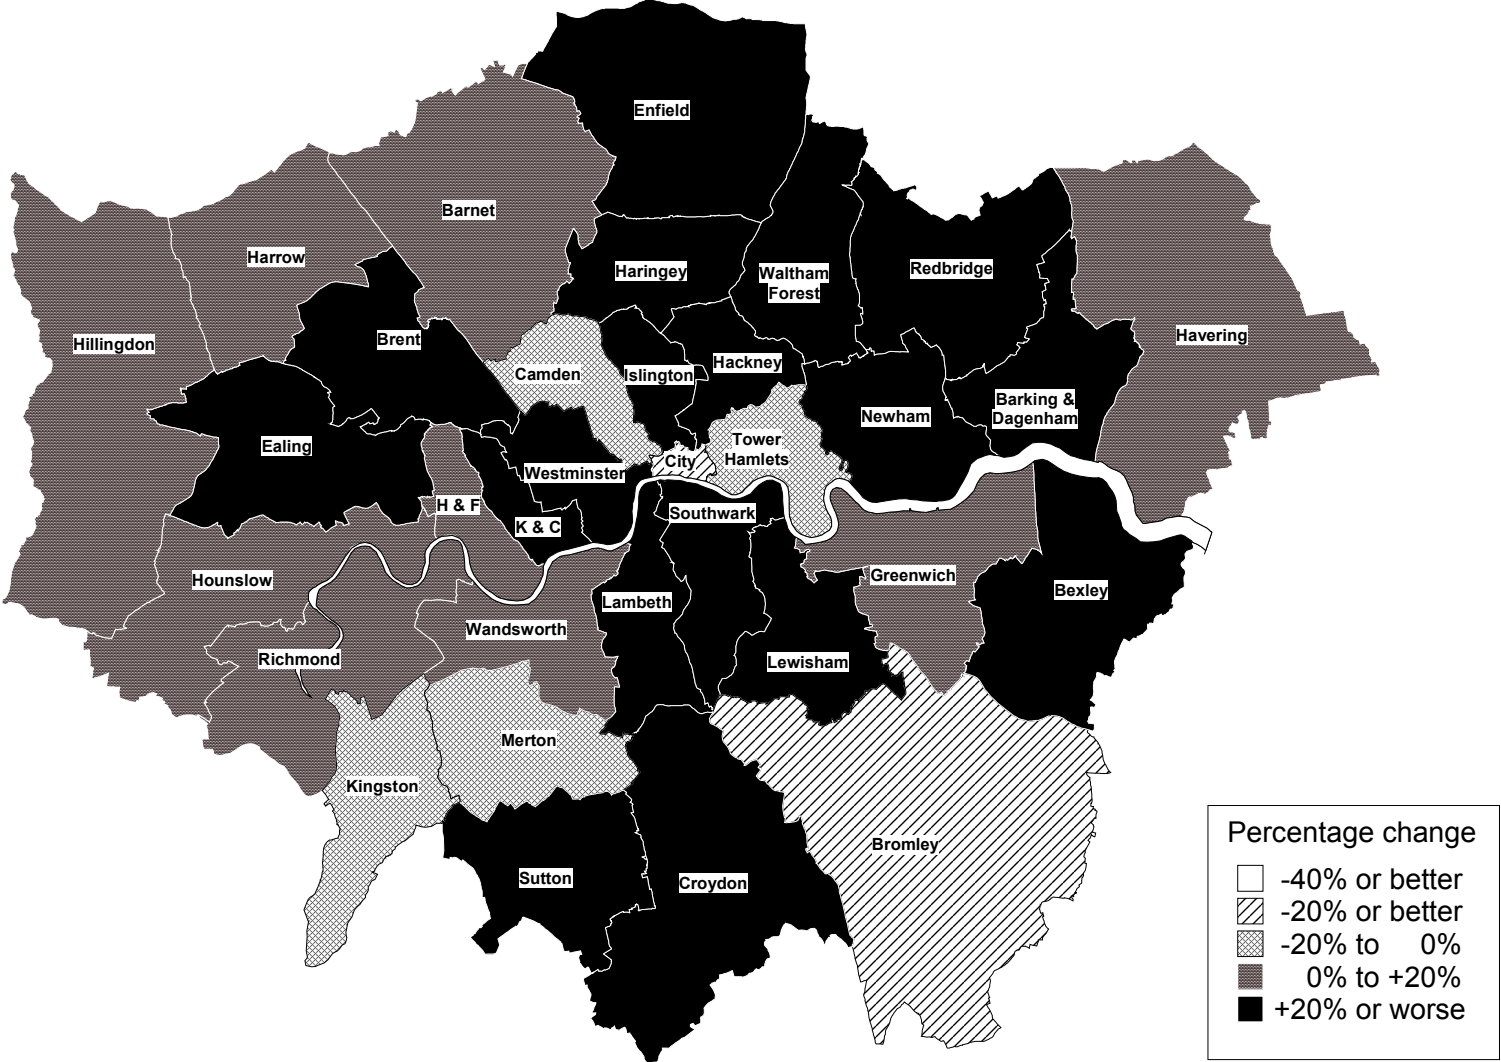 Enfield
Barnet
Harrow
Haringey
Waltham
Forest
Redbridge
Havering
Hillingdon
Brent
Camden
Islington
Hackney
Newham
Barking &
Dagenham
Ealing
Tower
Hamlets
City
Westminster
H & F
K & C
Southwark
Hounslow
Greenwich
Bexley
Lambeth
Wandsworth
Richmond
Lewisham
Merton
Kingston
Bromley
Sutton
Croydon
Percentage change
-40% or better
-20% or better
-20% to 0%
0% to +20%
+20% or worse